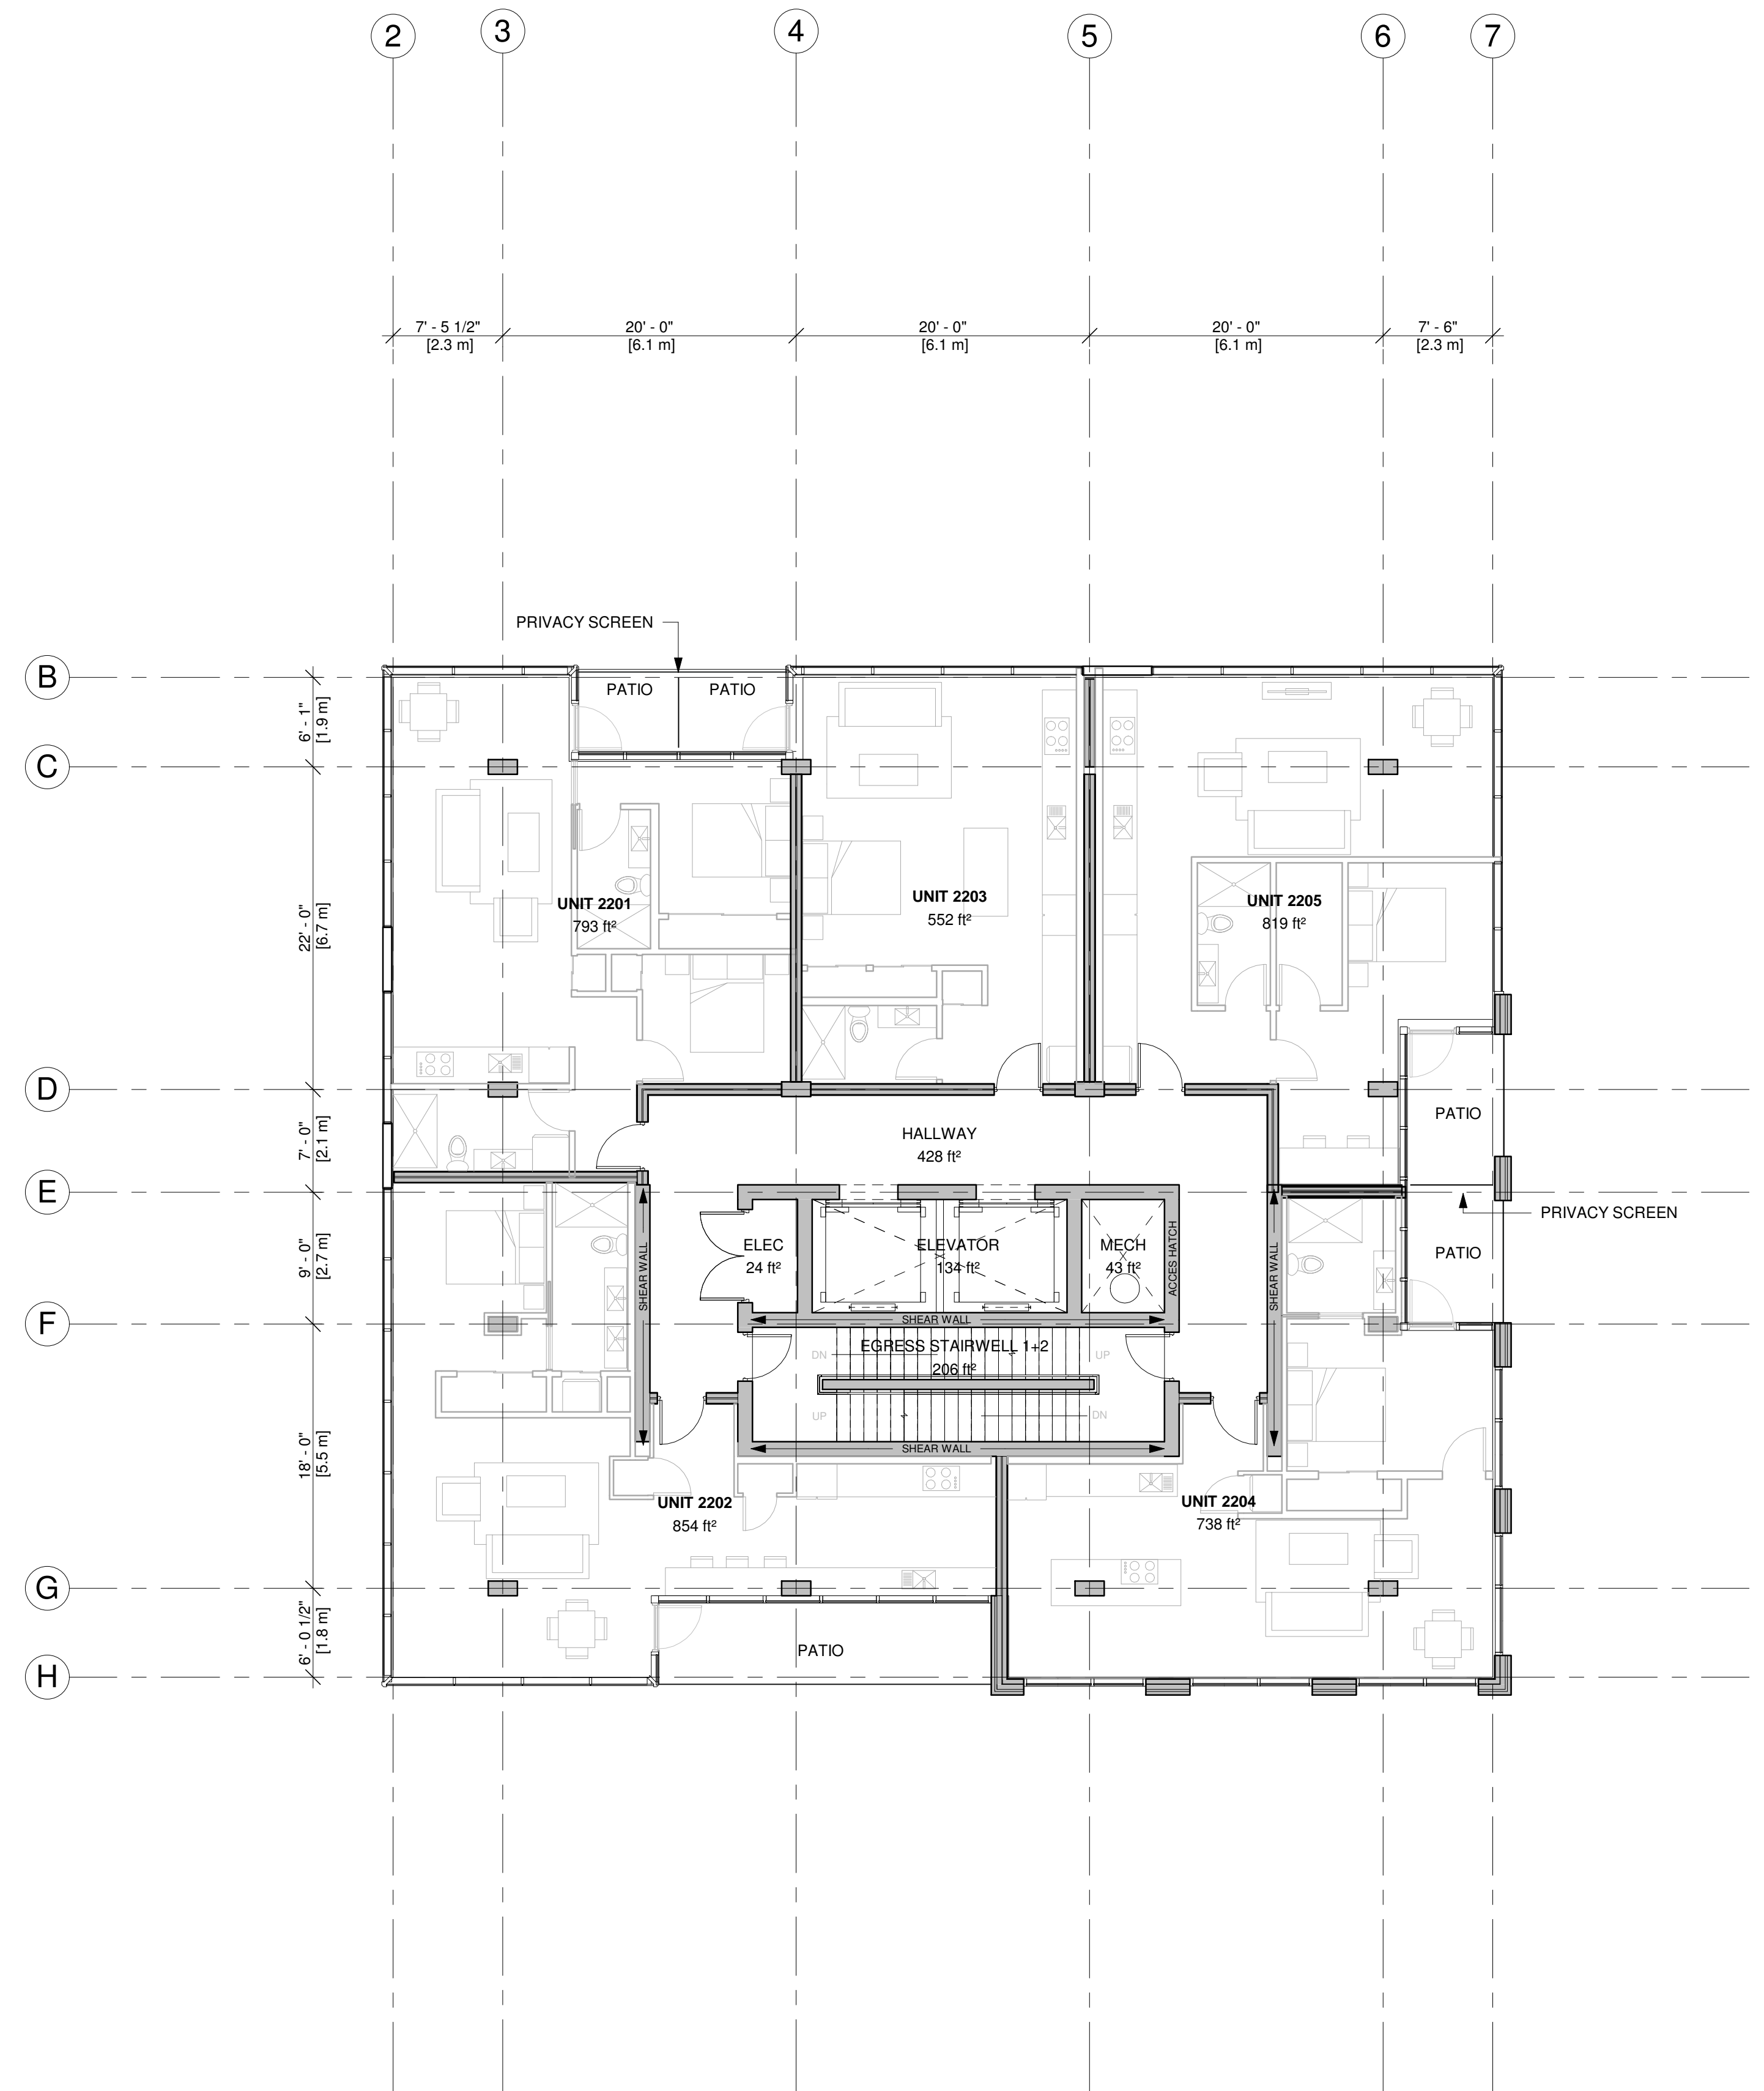 2 3 4 5 6 7
7' - 5 1/2" 20' - 0" 20' - 0" 20' - 0" 7' - 6"
[2.3 m] [6.1 m] [6.1 m] [6.1 m] [2.3 m]
PRIVACY SCREEN
B
PATIO PATIO
6' - 1"
[1.9 m]
C
22' - 0"
[6.7 m]
UNIT 2201
793 ft²
UNIT 2203
552 ft²
UNIT 2205
819 ft²
D
7' - 0"
[2.1 m]
HALLWAY
428 ft²
PATIO
E
PRIVACY SCREEN
9' - 0"
[2.7 m]
SHEAR WALL
ELEC
24 ft²
ELEVATOR
134 ft²
MECH
43 ft²
ACCES HATCH
SHEAR WALL
PATIO
F
SHEAR WALL
EGRESS STAIRWELL 1+2
206 ft²
DN
UP
UP
DN
SHEAR WALL
18' - 0"
[5.5 m]
UNIT 2202
854 ft²
UNIT 2204
738 ft²
G
6' - 0 1/2"
[1.8 m]
PATIO
H